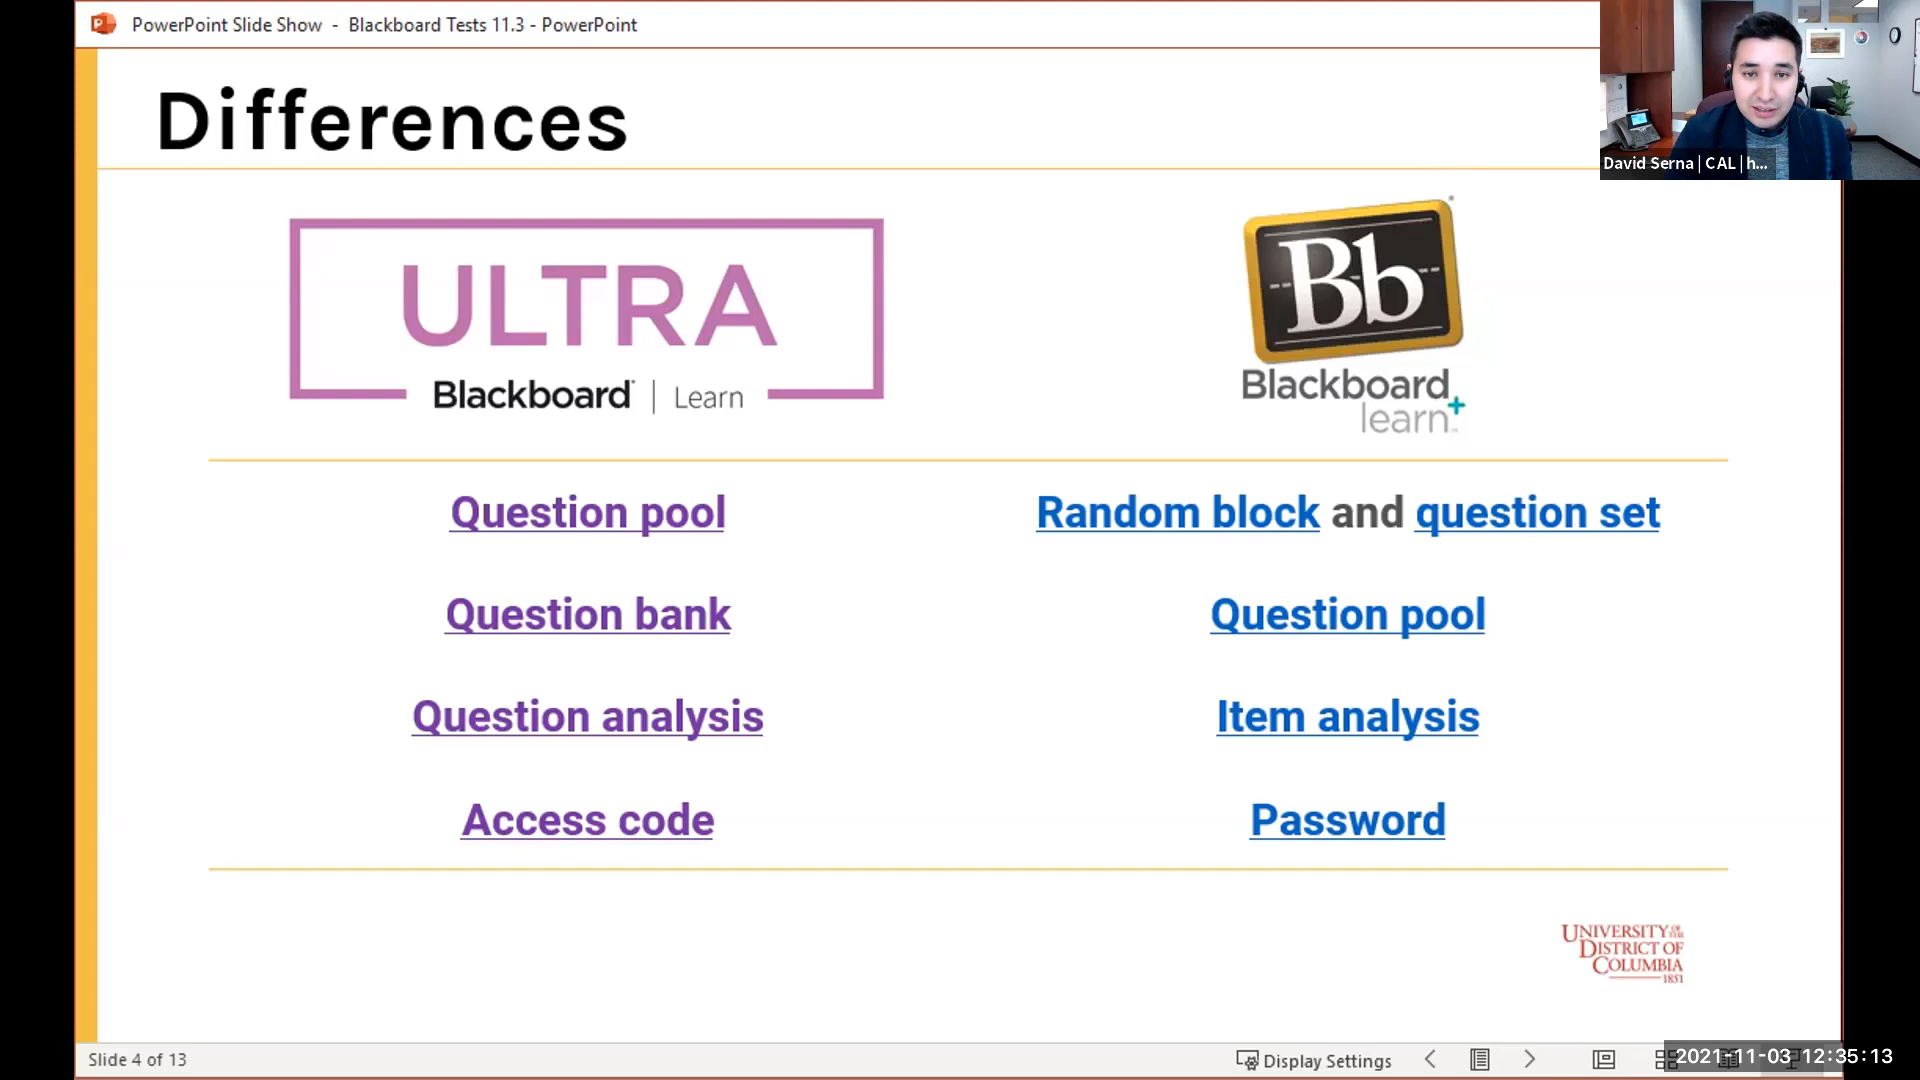 PowerPoint Slide Show - Blackboard Tests 11.3 - PowerPoint
David Serna | CAL | h...
Differences
ULTRA
Blackboard | Learn
Bb
Blackboard
learn+
Question pool
Random block and question set
Question bank
Question pool
Question analysis
Item analysis
Access code
Password
UNIVERSITY OF THE
DISTRICT OF
COLUMBIA
1851
Slide 4 of 13
Display Settings
2021-11-03 12:35:13